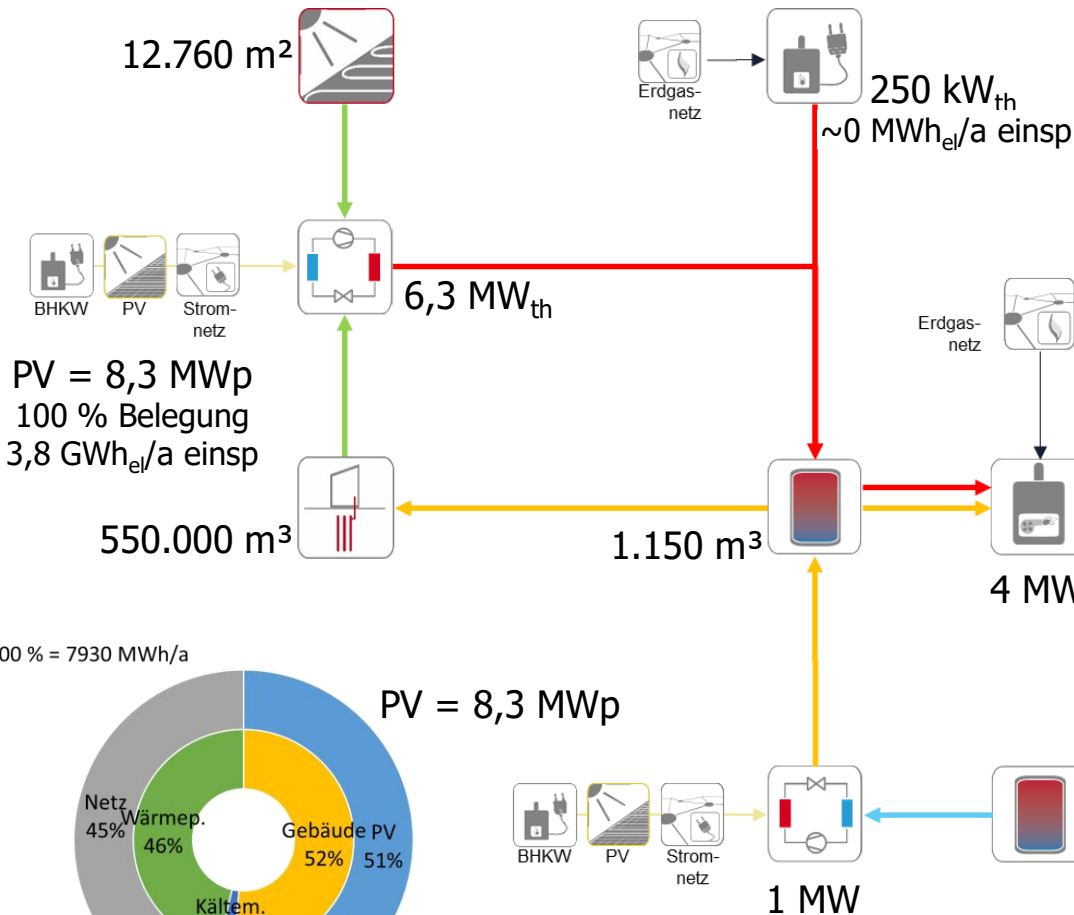 12.760 m²
Erdgas-
netz
250 kWth
~0 MWhel/a einsp
BHKW
PV
Strom-
netz
6,3 MWth
Erdgas-
netz
PV = 8,3 MWp
100 % Belegung
3,8 GWhel/a einsp
550.000 m³
1.150 m³
4 MW
00 % = 7930 MWh/a
PV = 8,3 MWp
Netz
45%
Wärmep.
46%
Gebäude
52%
PV
51%
Kältem.
BHKW
PV
Strom-
netz
1 MW